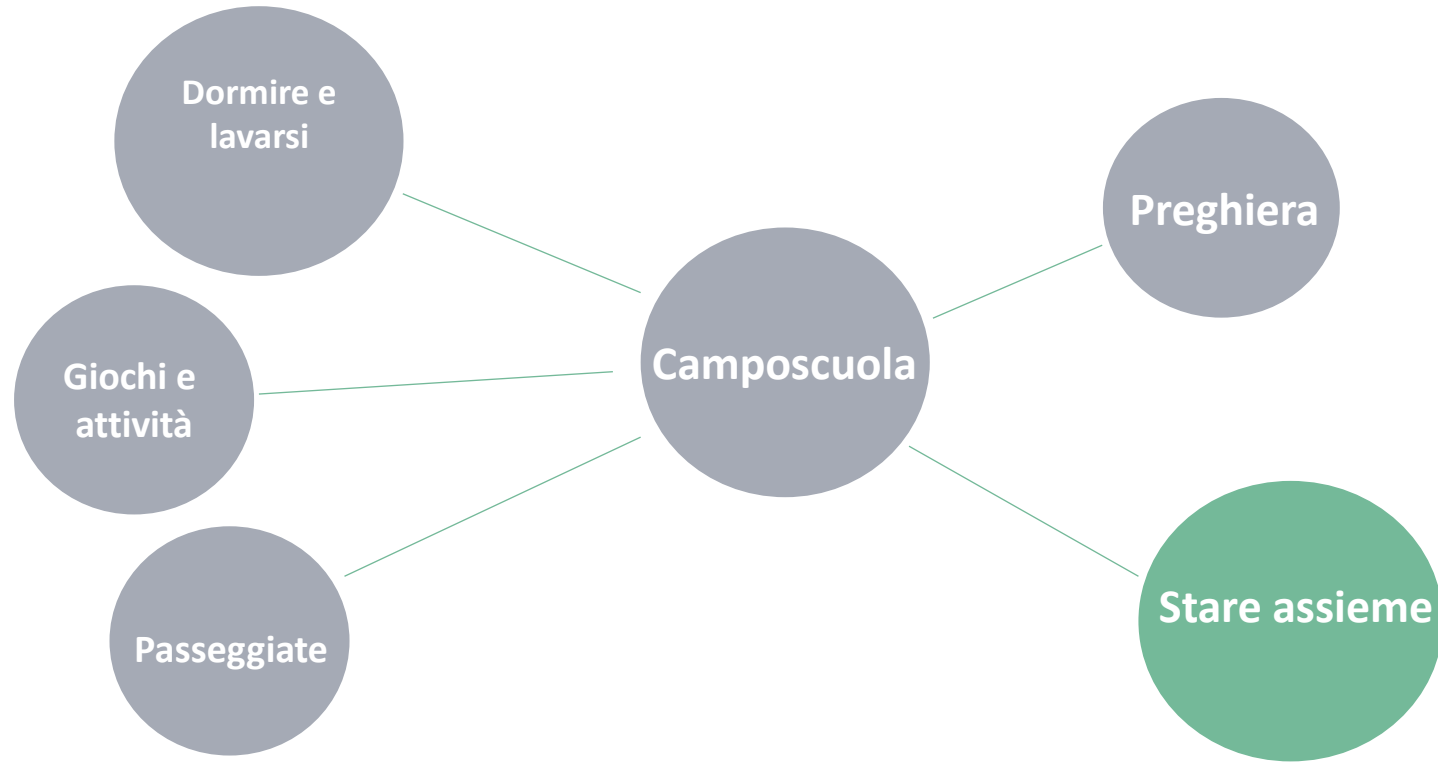 Dormire e
lavarsi
Preghiera
Camposcuola
Giochi e
attività
Stare assieme
Passeggiate